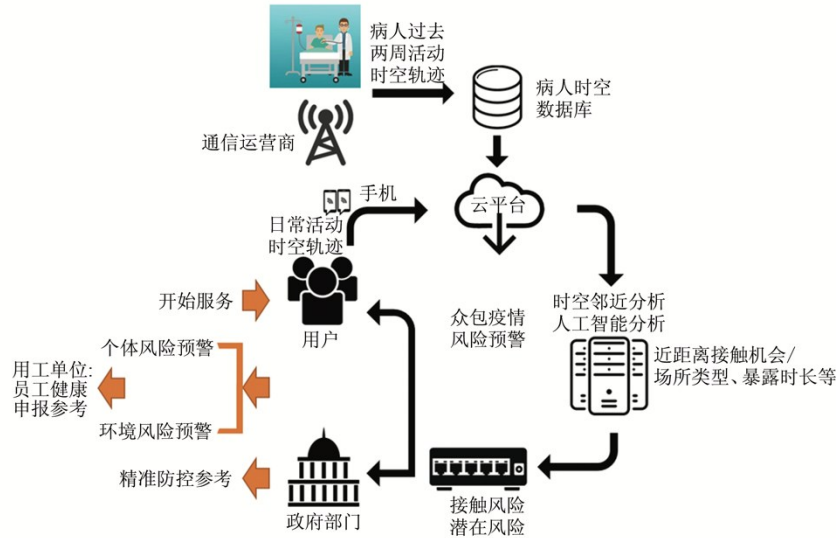 病人过去
两周活动
时空轨迹
病人时空
数据库
通信运营商
手机
云平台
日常活动
时空轨迹
开始服务
用户
众包疫情
风险预警
时空邻近分析
人工智能分析
近距离接触机会/
场所类型、暴露时长等
个体风险预警
用工单位:
员工健康
申报参考
环境风险预警
精准防控参考
政府部门
接触风险
潜在风险